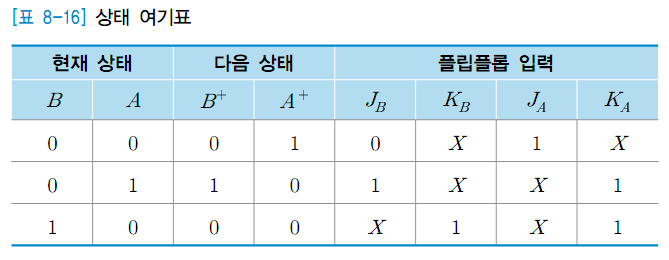 [표 8-16] 상태 여기표
현재 상태 다음 상태 플립플롭 입력
B A B⁺ A⁺ J_B K_B J_A K_A
0 0 0 1 0 X 1 X
0 1 1 0 1 X X 1
1 0 0 0 X 1 X 1